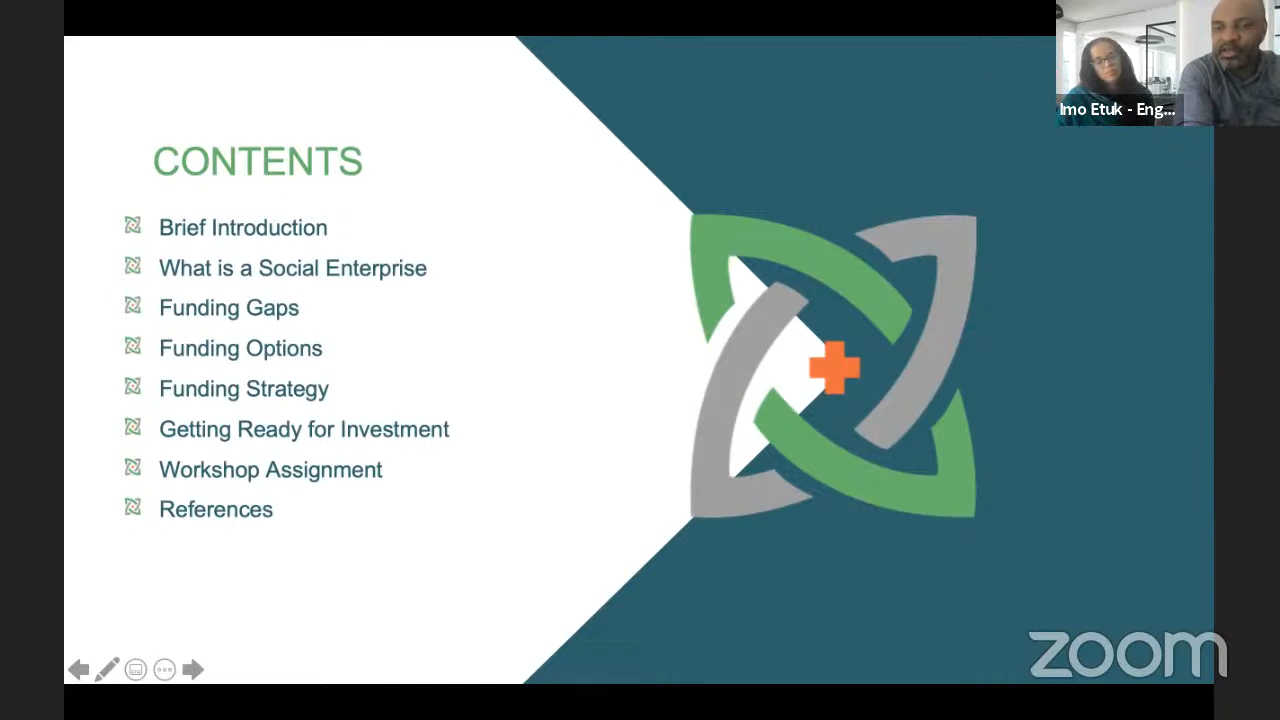 Imo Etuk - Eng...
CONTENTS
Brief Introduction
What is a Social Enterprise
Funding Gaps
Funding Options
Funding Strategy
Getting Ready for Investment
Workshop Assignment
References
zoom